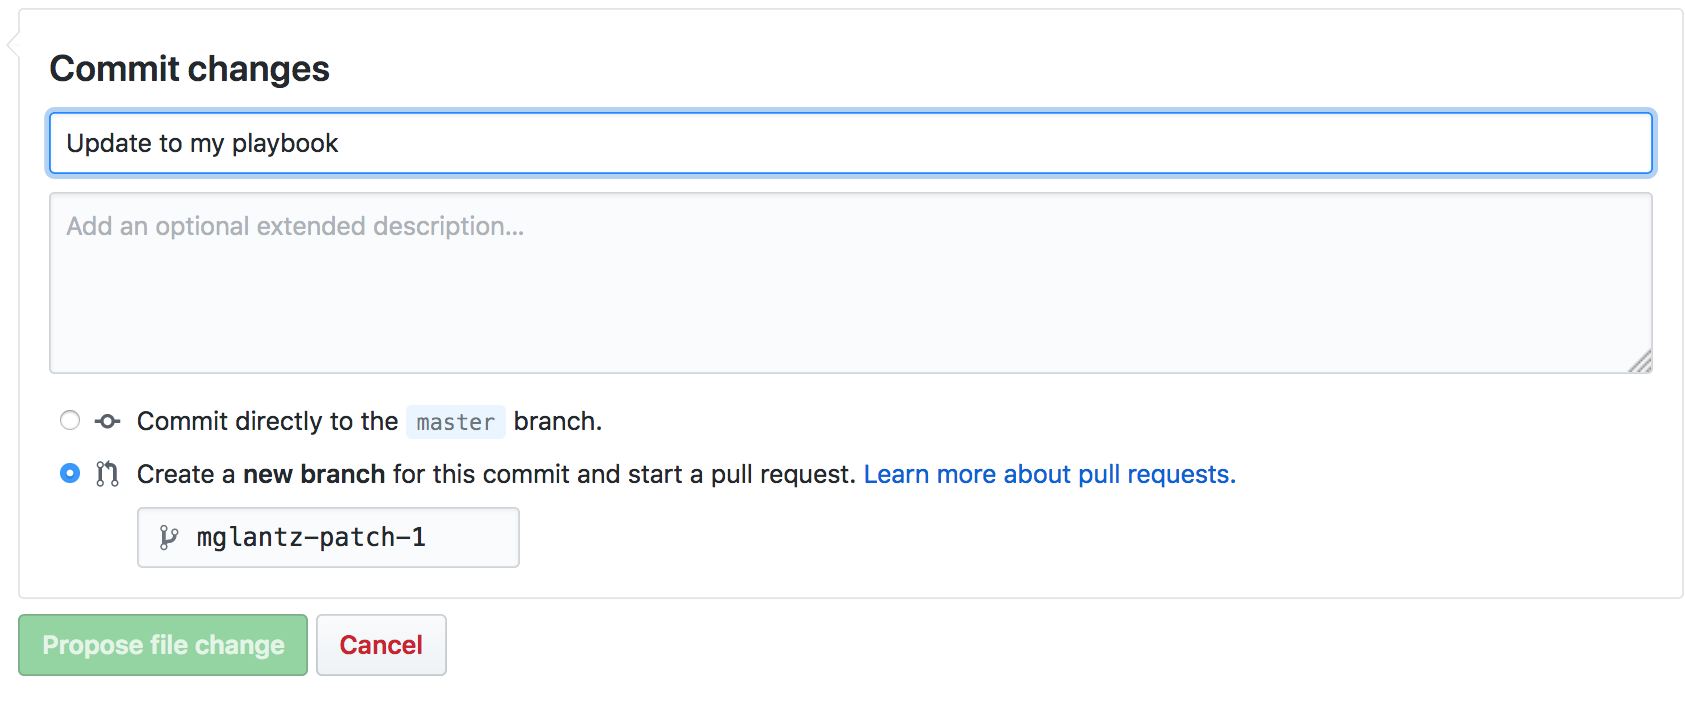 Commit changes
Update to my playbook
Add an optional extended description...
Commit directly to the master branch.
Create a new branch for this commit and start a pull request. Learn more about pull requests.
mglantz-patch-1
Propose file change Cancel